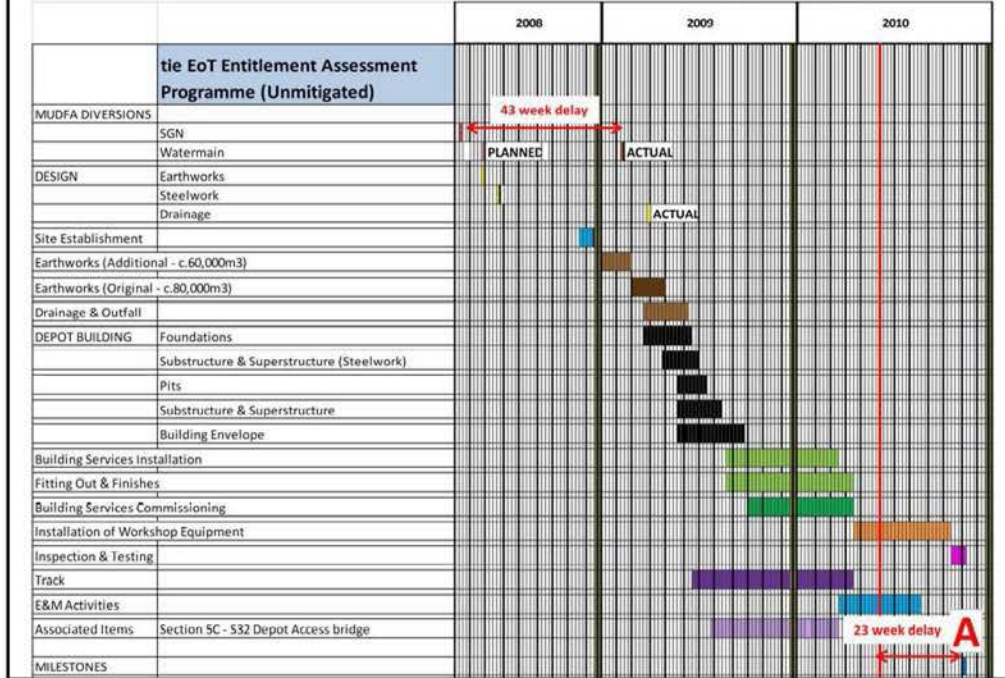 2008 2009 2010
tie EoT Entitlement Assessment
Programme (Unmitigated)
MUDFA DIVERSIONS
43 week delay
SGN
Watermain PLANNED ACTUAL
DESIGN Earthworks
Steelwork
Drainage ACTUAL
Site Establishment
Earthworks (Additional - c.60,000m3)
Earthworks (Original - c.80,000m3)
Drainage & Outfall
DEPOT BUILDING Foundations
Substructure & Superstructure (Steelwork)
Pits
Substructure & Superstructure
Building Envelope
Building Services Installation
Fitting Out & Finishes
Building Services Commissioning
Installation of Workshop Equipment
Inspection & Testing
Track
E&M Activities
Associated Items Section 5C - S32 Depot Access bridge 23 week delay A
MILESTONES